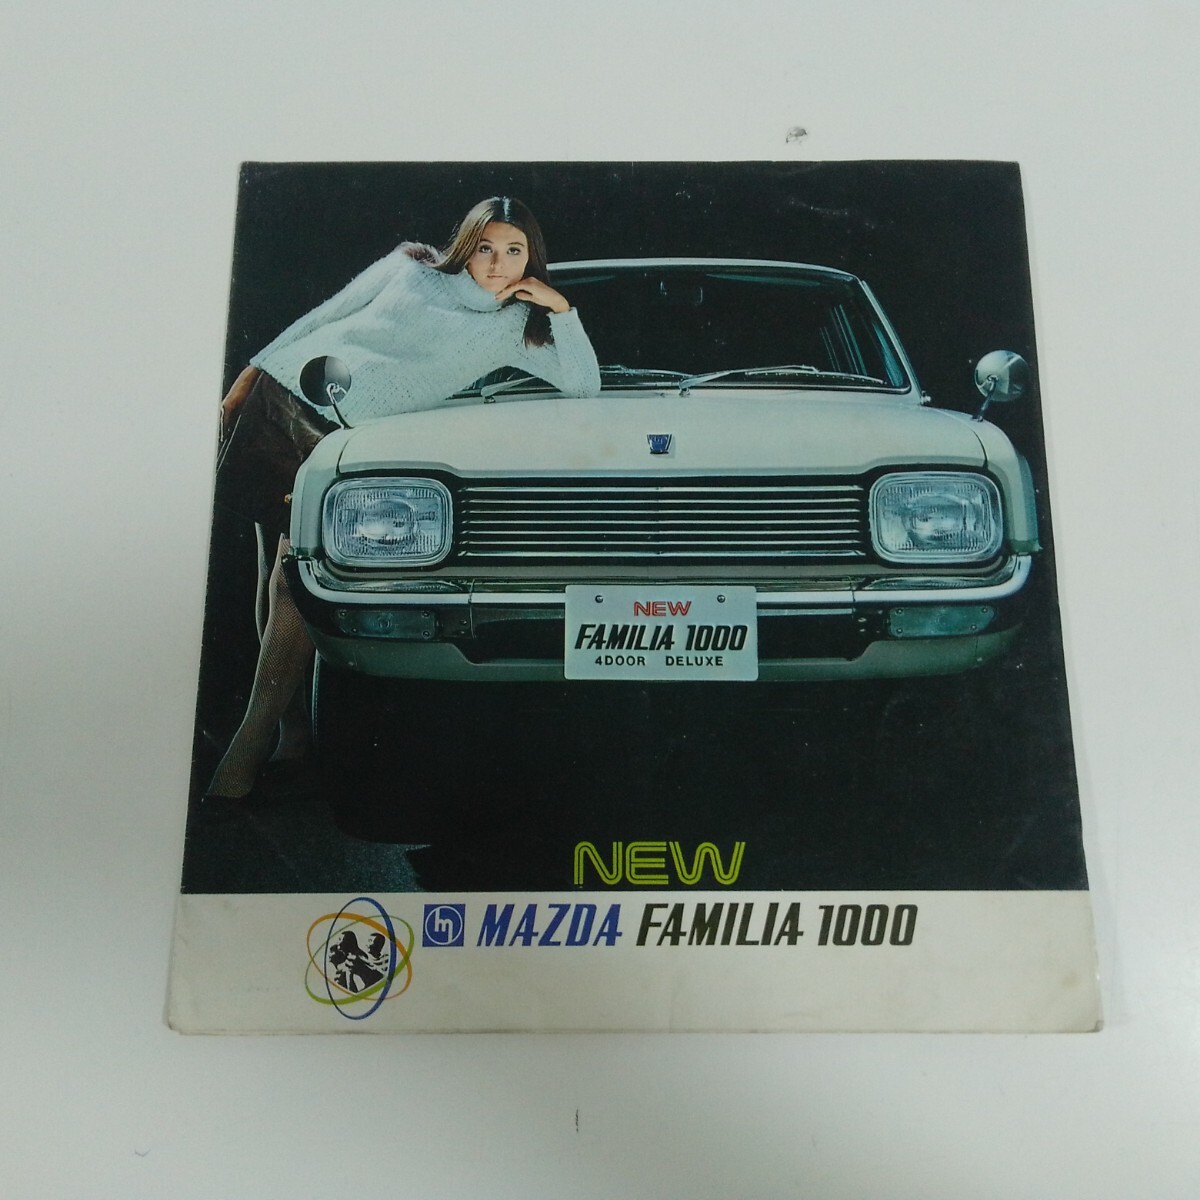 NEW
FAMILIA 1000
4DOOR DELUXE
NEW
m MAZDA FAMILIA 1000